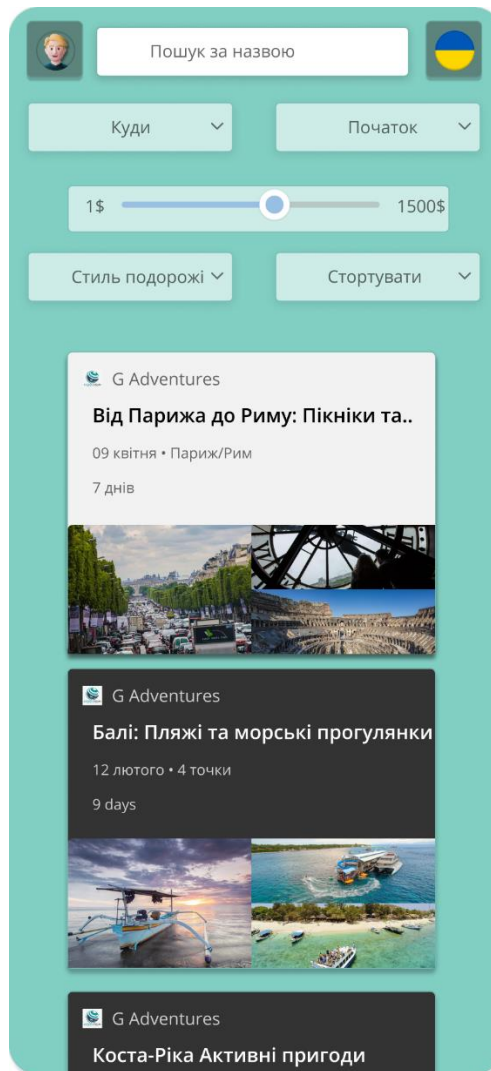 Пошук за назвою
Куди
Початок
1$
1500$
Стиль подорожі
Стортувати
G Adventures
Від Парижа до Риму: Пікніки та..
09 квітня • Париж/Рим
7 днів
G Adventures
Балі: Пляжі та морські прогулянки
12 лютого • 4 точки
9 days
G Adventures
Коста-Ріка Активні пригоди